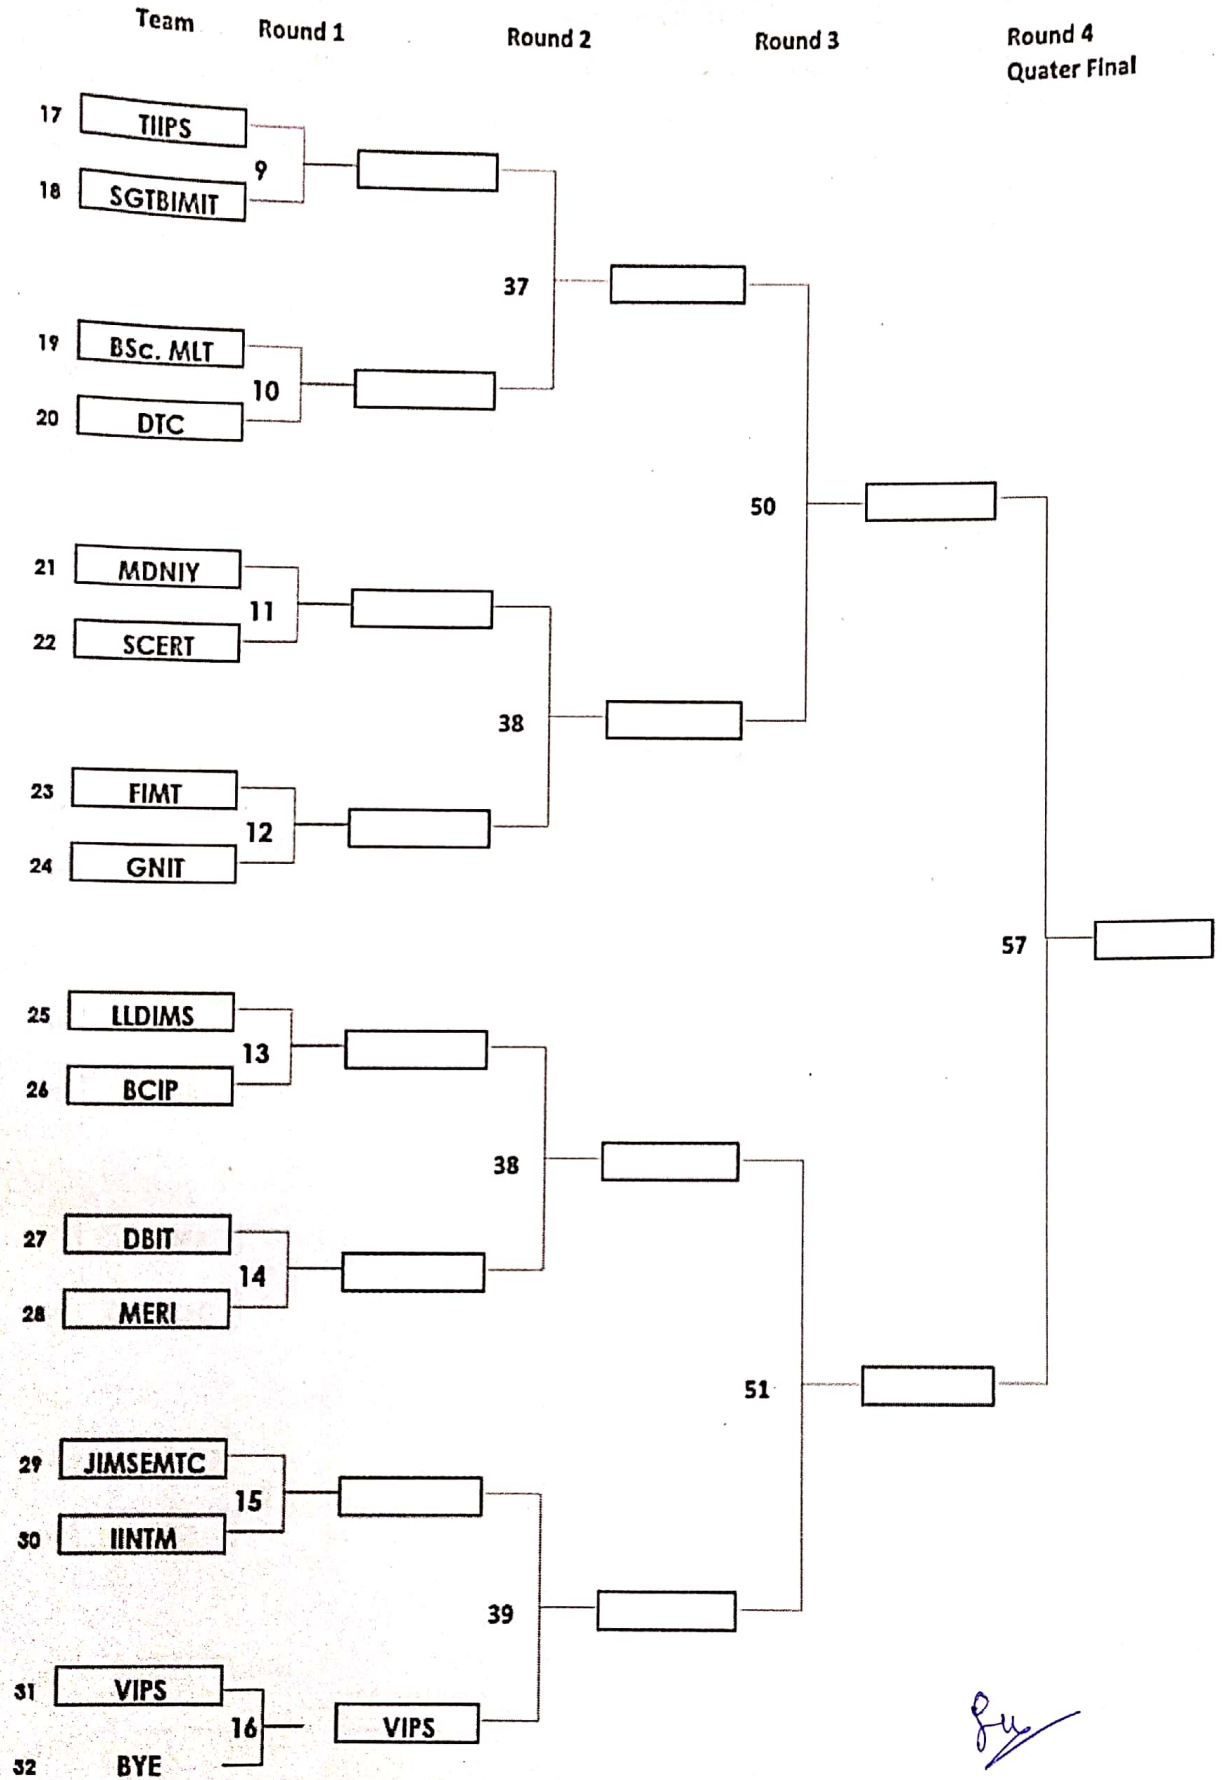 Team Round 1 Round 2 Round 3 Round 4
Quater Final
17 TIIPS
9
18 SGTBIMIT
37
19 BSc. MLT
10
20 DTC
50
21 MDNIY
11
22 SCERT
38
23 FIMT
12
24 GNIT
57
25 LLDIMS
13
26 BCIP
38
27 DBIT
14
28 MERI
51
29 JIMSEMTC
15
30 IINTM
39
31 VIPS
16 VIPS
32 BYE